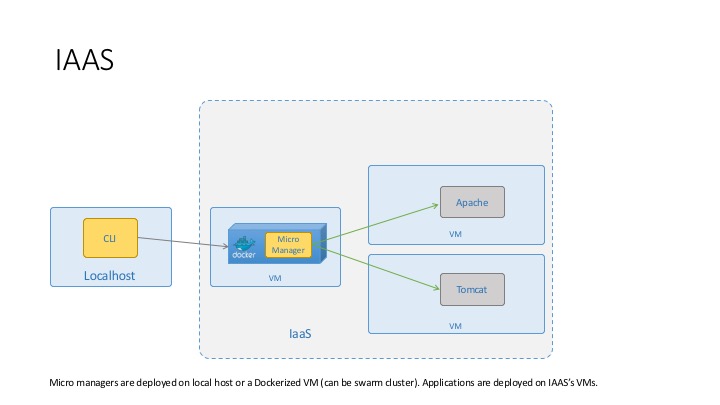 IAAS
CLI
Localhost
docker
Micro
Manager
VM
Apache
VM
Tomcat
VM
IaaS
Micro managers are deployed on local host or a Dockerized VM (can be swarm cluster). Applications are deployed on IAAS's VMs.